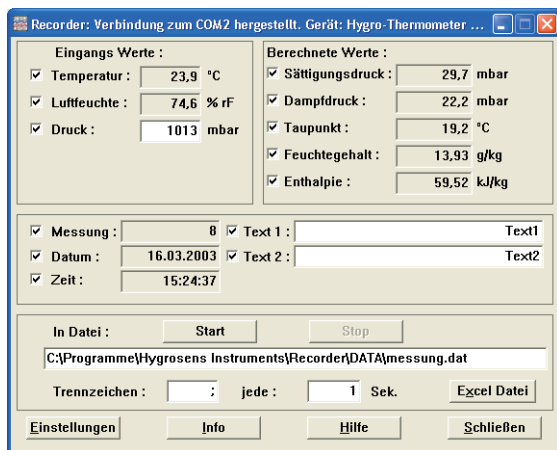 Recorder: Verbindung zum COM2 hergestellt. Gerät: Hygro-Thermometer ...
Eingangs Werte :
Temperatur : 23,9 °C
Luftfeuchte : 74,6 % rF
Druck : 1013 mbar
Berechnete Werte :
Sättigungsdruck : 29,7 mbar
Dampfdruck : 22,2 mbar
Taupunkt : 19,2 °C
Feuchtegehalt : 13,93 g/kg
Enthalpie : 59,52 kJ/kg
Messung : 8 Text 1 : Text1
Datum : 16.03.2003 Text 2 : Text2
Zeit : 15:24:37
In Datei : Start Stop
C:\Programme\Hygrosens Instruments\Recorder\DATA\messung.dat
Trennzeichen : ; jede : 1 Sek. Excel Datei
Einstellungen Info Hilfe Schließen